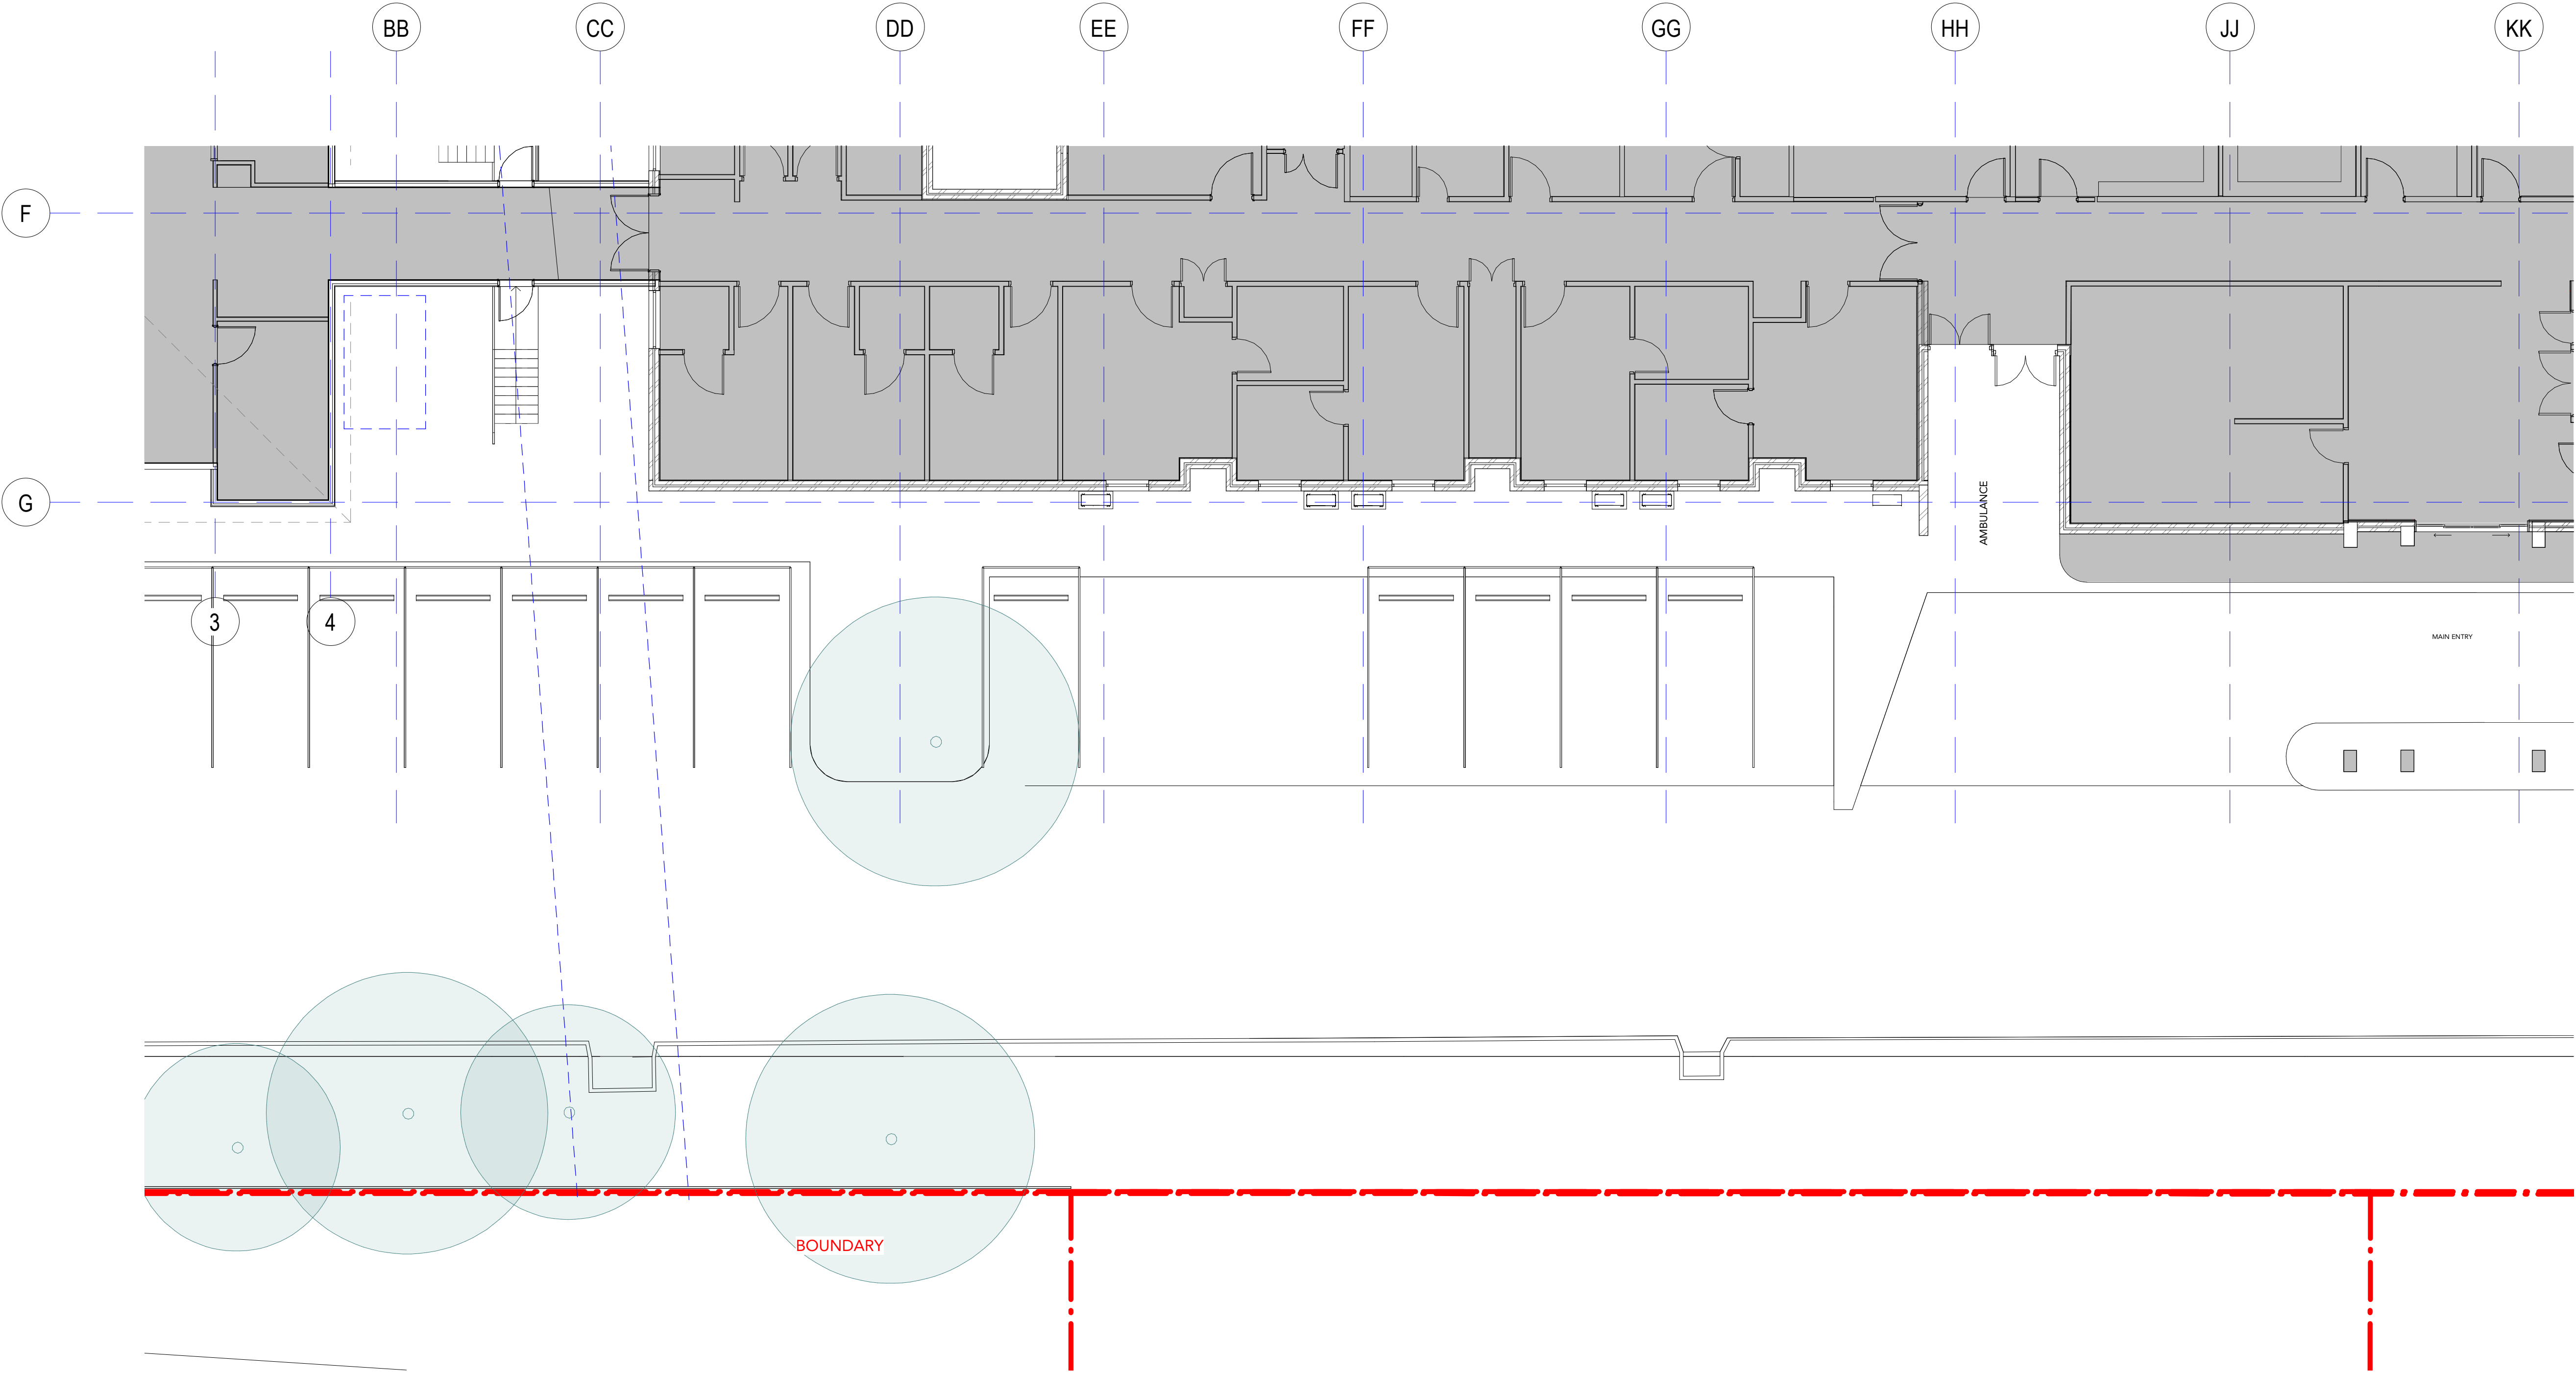 BB
CC
DD
EE
FF
GG
HH
JJ
KK
F
G
AMBULANCE
3
4
MAIN ENTRY
BOUNDARY